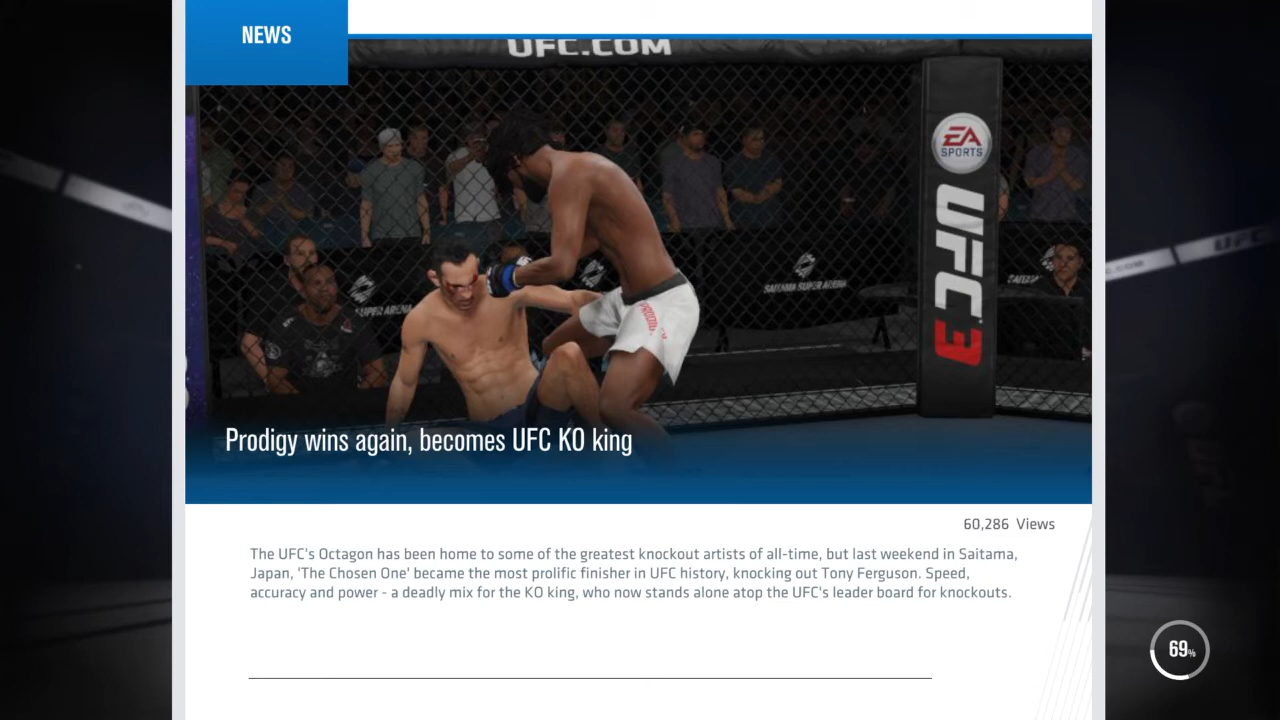 NEWS
UFC.COM
EA
SPORTS
UFC 3
SUPER ARENA
SAITAMA SUPER ARENA
SAITAMA
Prodigy wins again, becomes UFC KO king
60,286 Views
The UFC's Octagon has been home to some of the greatest knockout artists of all-time, but last weekend in Saitama,
Japan, 'The Chosen One' became the most prolific finisher in UFC history, knocking out Tony Ferguson. Speed,
accuracy and power - a deadly mix for the KO king, who now stands alone atop the UFC's leader board for knockouts.
69%